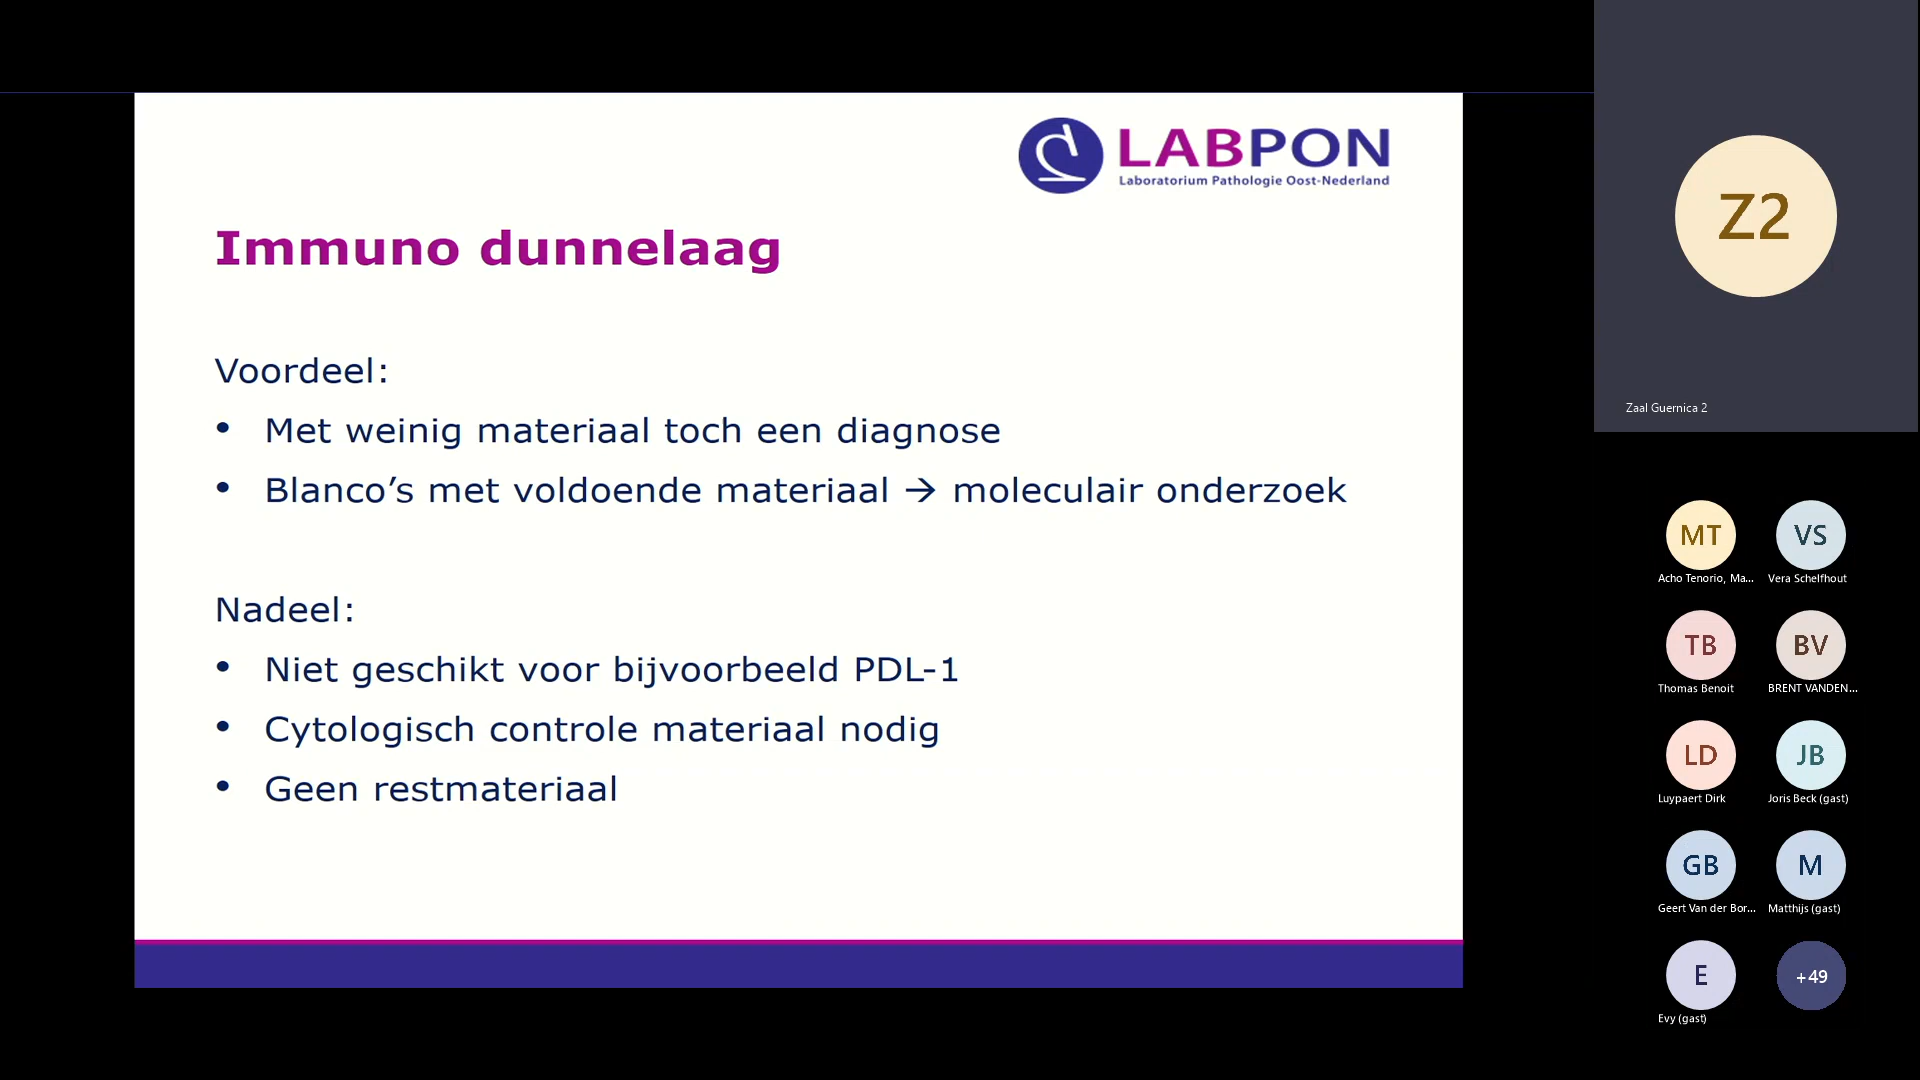 LABPON
Laboratorium Pathologie Oost-Nederland
Immuno dunnelaag
Voordeel:
• Met weinig materiaal toch een diagnose
• Blanco’s met voldoende materiaal → moleculair onderzoek
Nadeel:
• Niet geschikt voor bijvoorbeeld PDL-1
• Cytologisch controle materiaal nodig
• Geen restmateriaal
Z2
Zaal Guernica 2
MT
Acho Tenorio, Ma...
VS
Vera Schelfhout
TB
Thomas Benoit
BV
BRENT VANDEN...
LD
Luypaert Dirk
JB
Joris Beck (gast)
GB
Geert Van der Bor...
M
Matthijs (gast)
E
Evy (gast)
+49